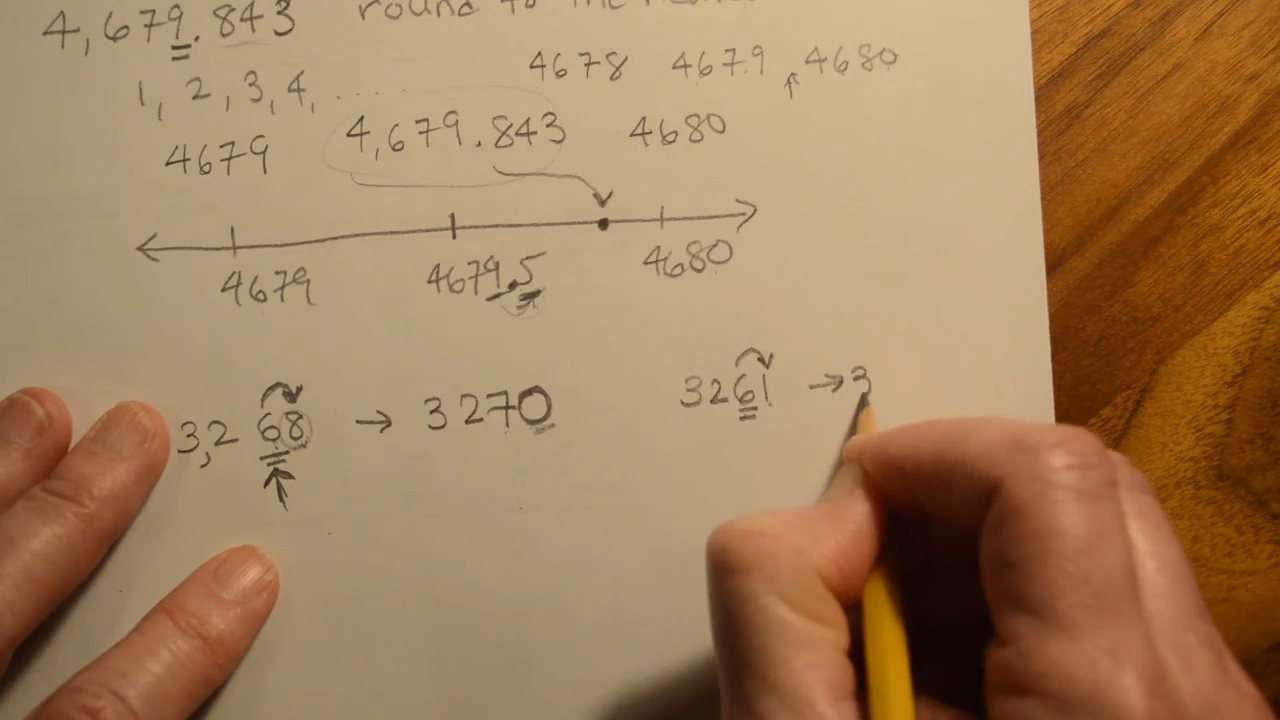 4,679.843 round to the
4678 4679 4680
1, 2, 3, 4, .....
4679 4,679.843 4680
4679 4679.5 4680
3,268 → 3270
3261 → 3